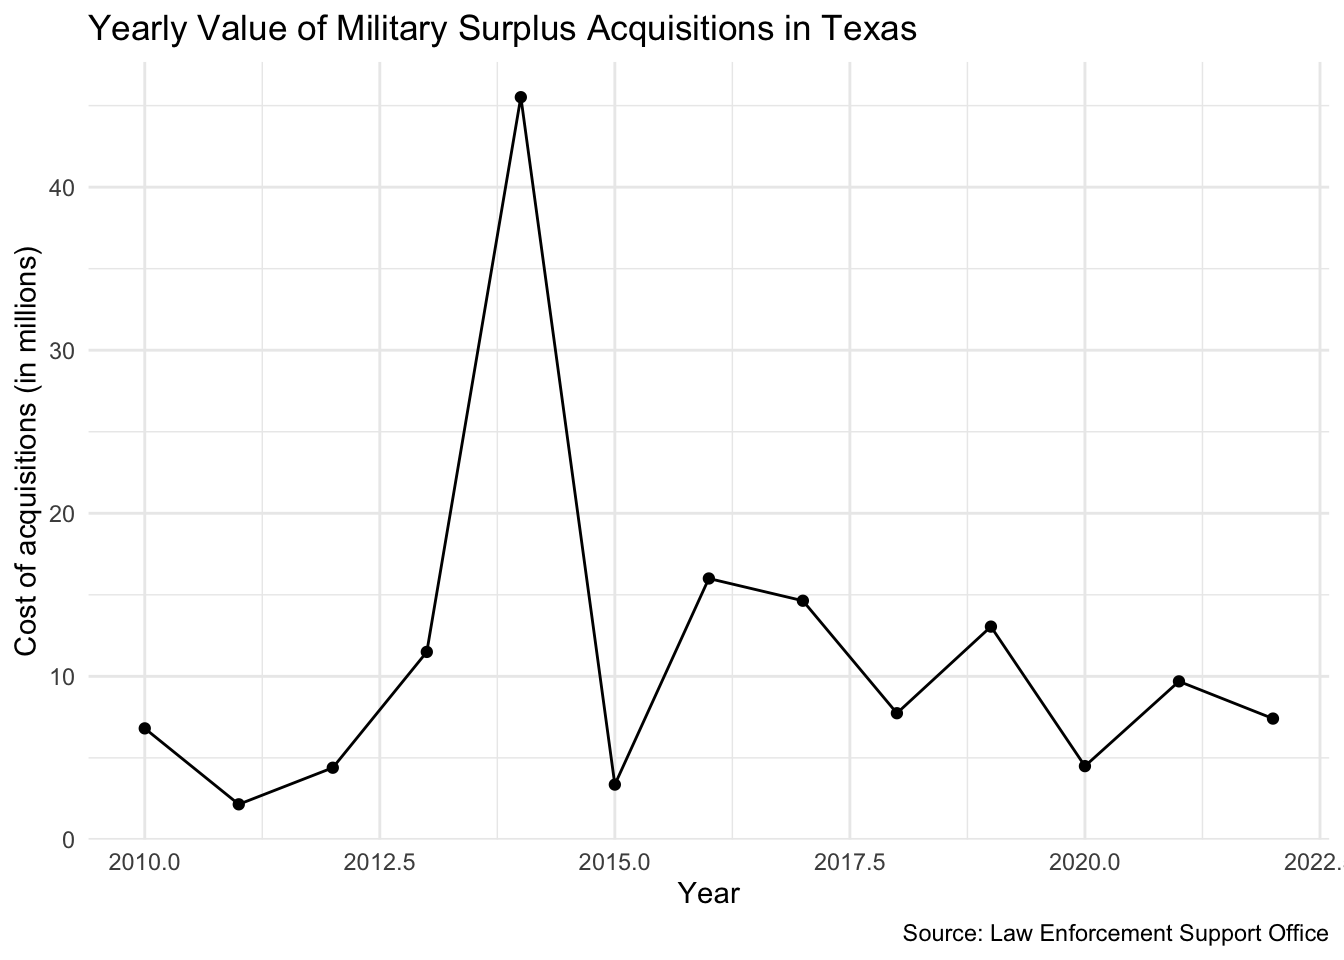 Yearly Value of Military Surplus Acquisitions in Texas
Cost of acquisitions (in millions)
40
30
20
10
0
2010.0 2012.5 2015.0 2017.5 2020.0 2022.
Year
Source: Law Enforcement Support Office